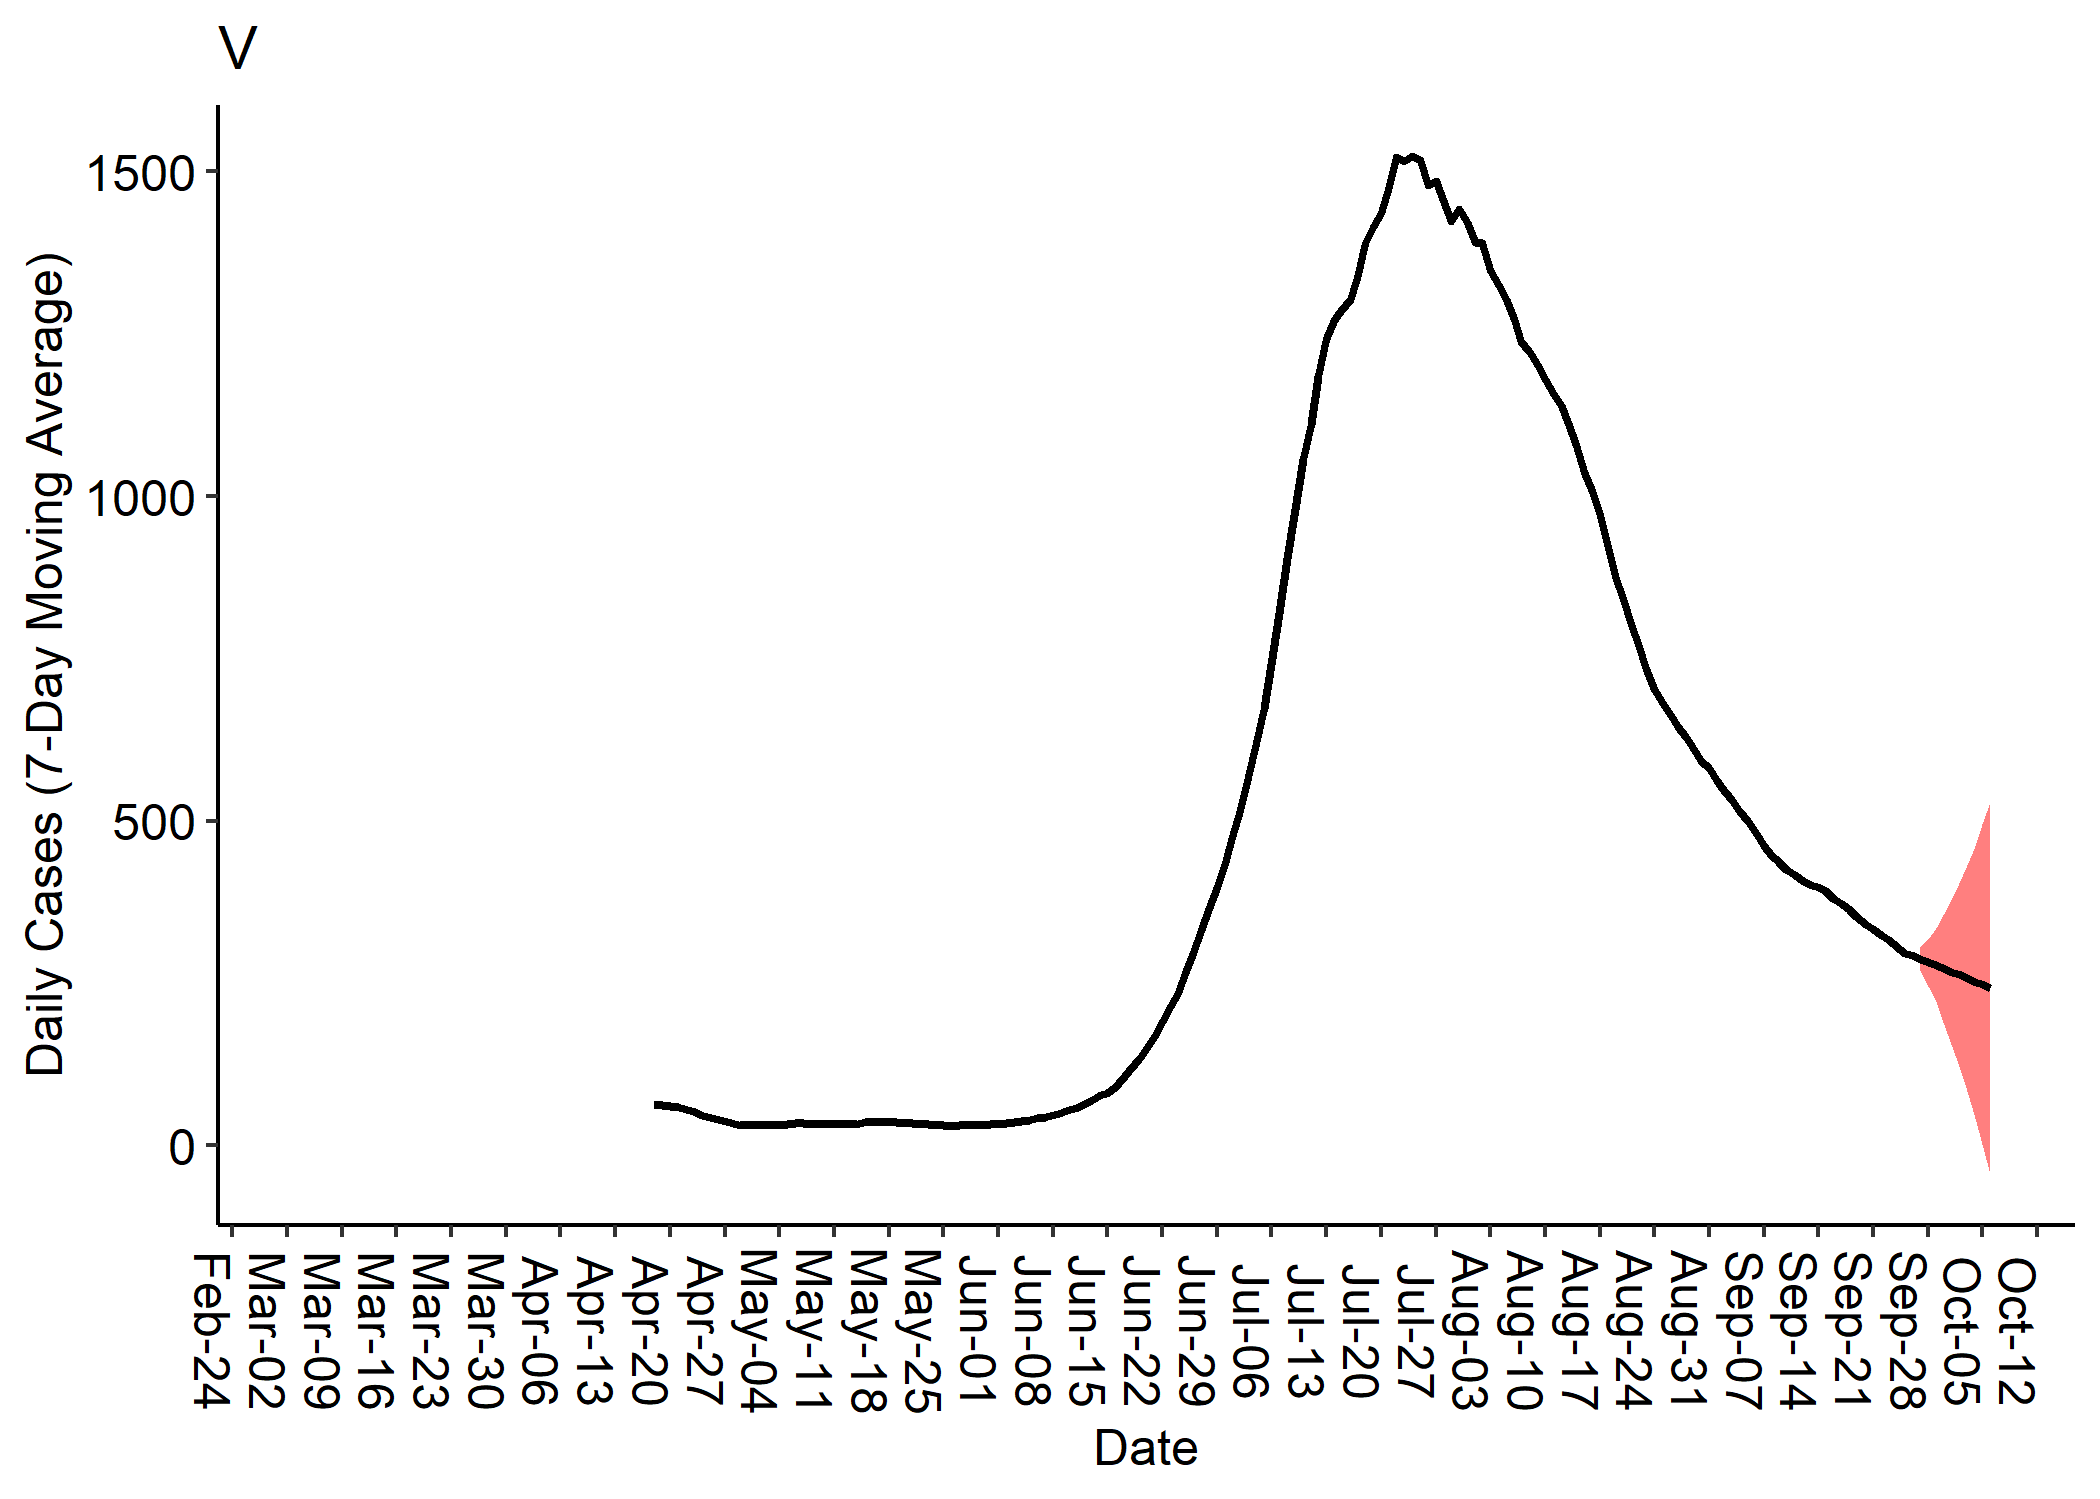 V
Daily Cases (7-Day Moving Average)
1500
1000
500
0
Feb-24
Mar-02
Mar-09
Mar-16
Mar-23
Mar-30
Apr-06
Apr-13
Apr-20
Apr-27
May-04
May-11
May-18
May-25
Jun-01
Jun-08
Jun-15
Jun-22
Jun-29
Jul-06
Jul-13
Jul-20
Jul-27
Aug-03
Aug-10
Aug-17
Aug-24
Aug-31
Sep-07
Sep-14
Sep-21
Sep-28
Oct-05
Oct-12
Date